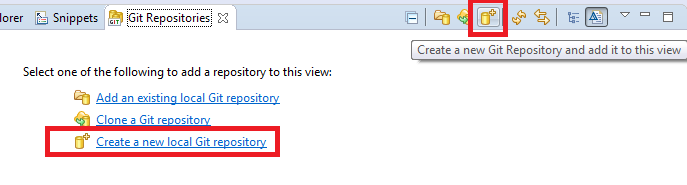 orer Snippets Git Repositories
Create a new Git Repository and add it to this view
Select one of the following to add a repository to this view:
Add an existing local Git repository
Clone a Git repository
Create a new local Git repository